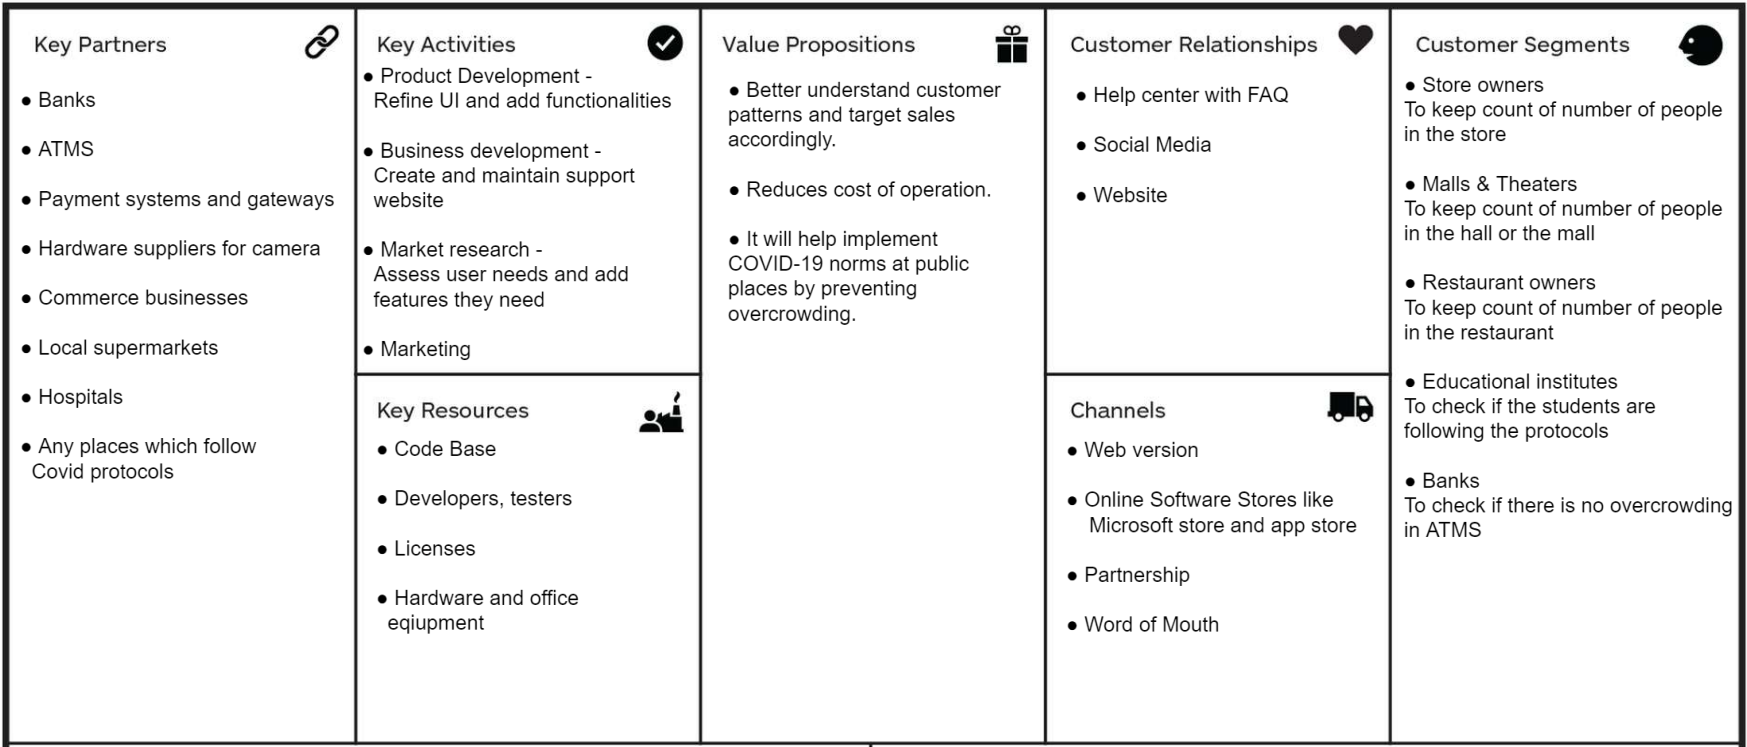 Key Partners
● Banks
● ATMS
● Payment systems and gateways
● Hardware suppliers for camera
● Commerce businesses
● Local supermarkets
● Hospitals
● Any places which follow
Covid protocols
Key Activities
● Product Development -
Refine UI and add functionalities
● Business development -
Create and maintain support
website
● Market research -
Assess user needs and add
features they need
● Marketing
Key Resources
● Code Base
● Developers, testers
● Licenses
● Hardware and office
eqiupment
Value Propositions
● Better understand customer
patterns and target sales
accordingly.
● Reduces cost of operation.
● It will help implement
COVID-19 norms at public
places by preventing
overcrowding.
Customer Relationships
● Help center with FAQ
● Social Media
● Website
Channels
● Web version
● Online Software Stores like
Microsoft store and app store
● Partnership
● Word of Mouth
Customer Segments
● Store owners
To keep count of number of people
in the store
● Malls & Theaters
To keep count of number of people
in the hall or the mall
● Restaurant owners
To keep count of number of people
in the restaurant
● Educational institutes
To check if the students are
following the protocols
● Banks
To check if there is no overcrowding
in ATMS